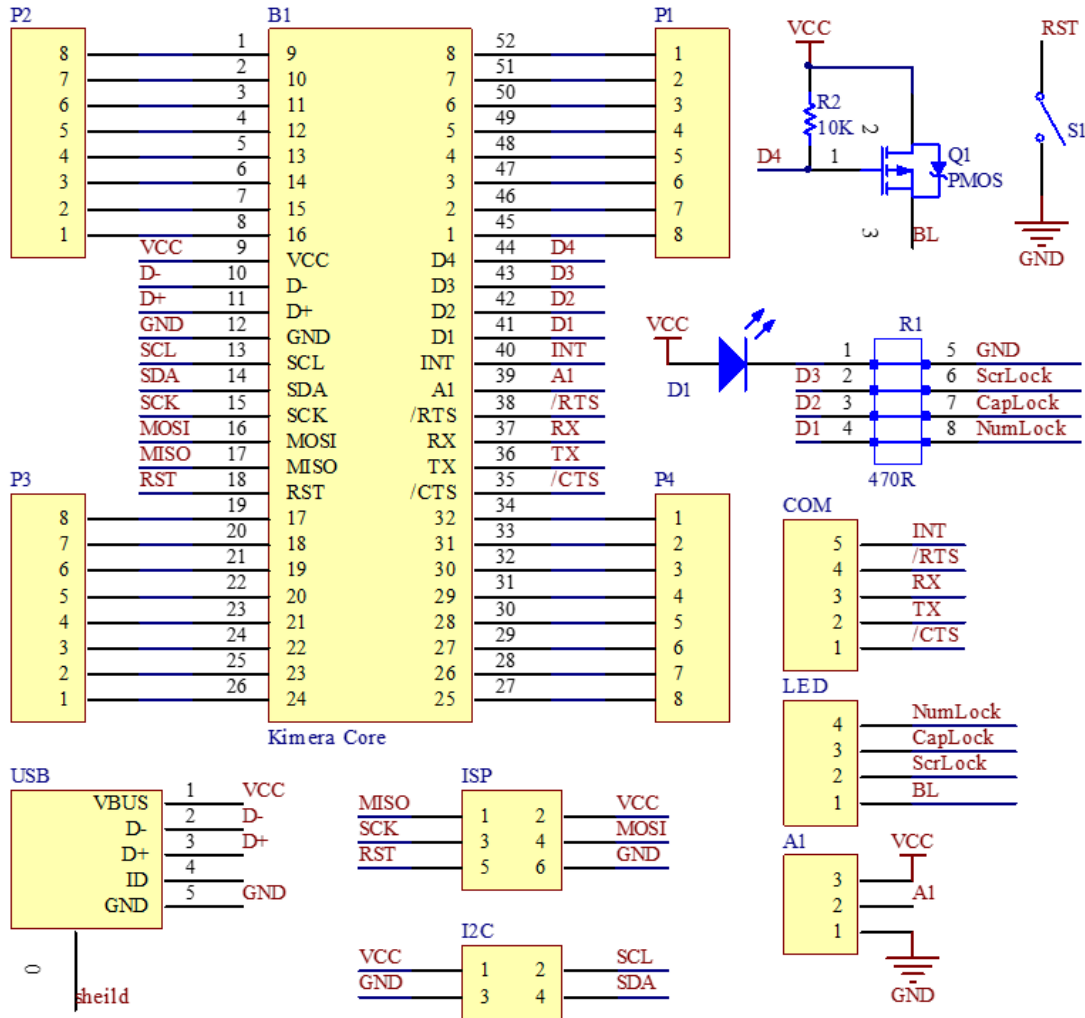 P2
8
7
6
5
4
3
2
1
B1
1
2
3
4
5
6
7
8
9
10
11
12
13
14
15
16
17
18
19
20
21
22
23
24
25
26
VCC
D-
D+
GND
SCL
SDA
SCK
MOSI
MISO
RST
9 8
10 7
11 6
12 5
13 4
14 3
15 2
16 1
VCC D4
D- D3
D+ D2
GND D1
SCL INT
SDA A1
SCK /RTS
MOSI RX
MISO TX
RST /CTS
17 32
18 31
19 30
20 29
21 28
22 27
23 26
24 25
Kimera Core
52
51
50
49
48
47
46
45
44 D4
43 D3
42 D2
41 D1
40 INT
39 A1
38 /RTS
37 RX
36 TX
35 /CTS
34
33
32
31
30
29
28
27
P1
1
2
3
4
5
6
7
8
P3
8
7
6
5
4
3
2
1
P4
1
2
3
4
5
6
7
8
VCC
R2
10K
D4
1
2
3
Q1
PMOS
BL
RST
S1
GND
VCC
D1
R1
1 5 GND
D3 2 6 ScrLock
D2 3 7 CapLock
D1 4 8 NumLock
470R
COM
5 INT
4 /RTS
3 RX
2 TX
1 /CTS
LED
4 NumLock
3 CapLock
2 ScrLock
1 BL
A1
VCC
3
2 A1
1
GND
USB
VBUS 1 VCC
D- 2 D-
D+ 3 D+
ID 4
GND 5 GND
0
sheild
ISP
MISO 1 2 VCC
SCK 3 4 MOSI
RST 5 6 GND
I2C
VCC 1 2 SCL
GND 3 4 SDA